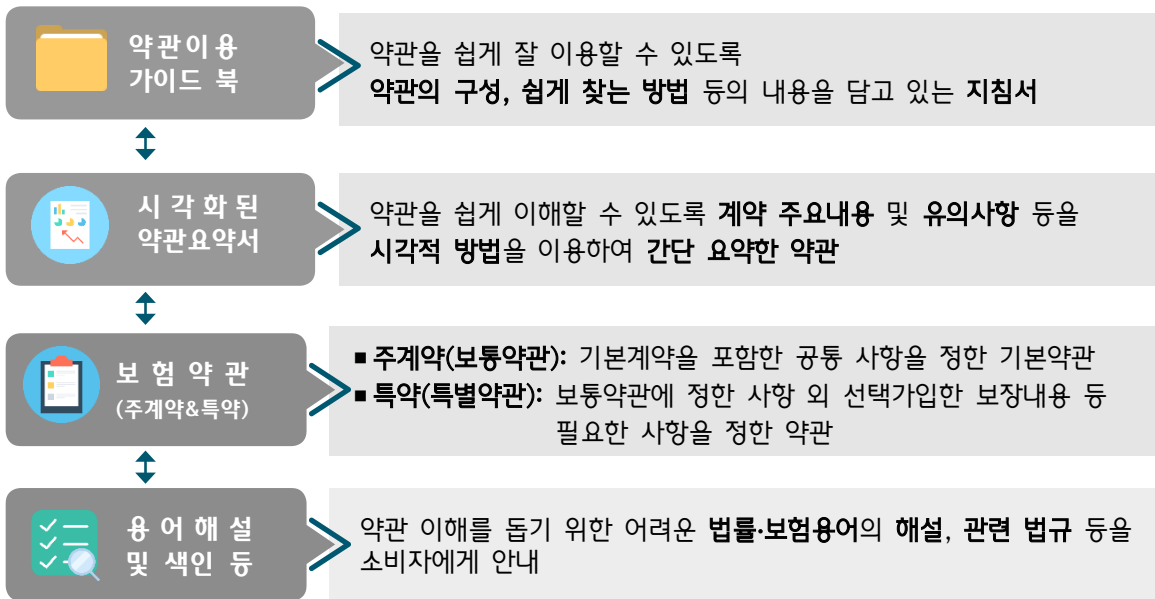 약관이용
가이드 북
약관을 쉽게 잘 이용할 수 있도록
약관의 구성, 쉽게 찾는 방법 등의 내용을 담고 있는 지침서
시 각 화 된
약관요약서
약관을 쉽게 이해할 수 있도록 계약 주요내용 및 유의사항 등을
시각적 방법을 이용하여 간단 요약한 약관
보 험 약 관
(주계약&특약)
▪ 주계약(보통약관): 기본계약을 포함한 공통 사항을 정한 기본약관
▪ 특약(특별약관): 보통약관에 정한 사항 외 선택가입한 보장내용 등
필요한 사항을 정한 약관
용 어 해 설
및 색인 등
약관 이해를 돕기 위한 어려운 법률·보험용어의 해설, 관련 법규 등을
소비자에게 안내